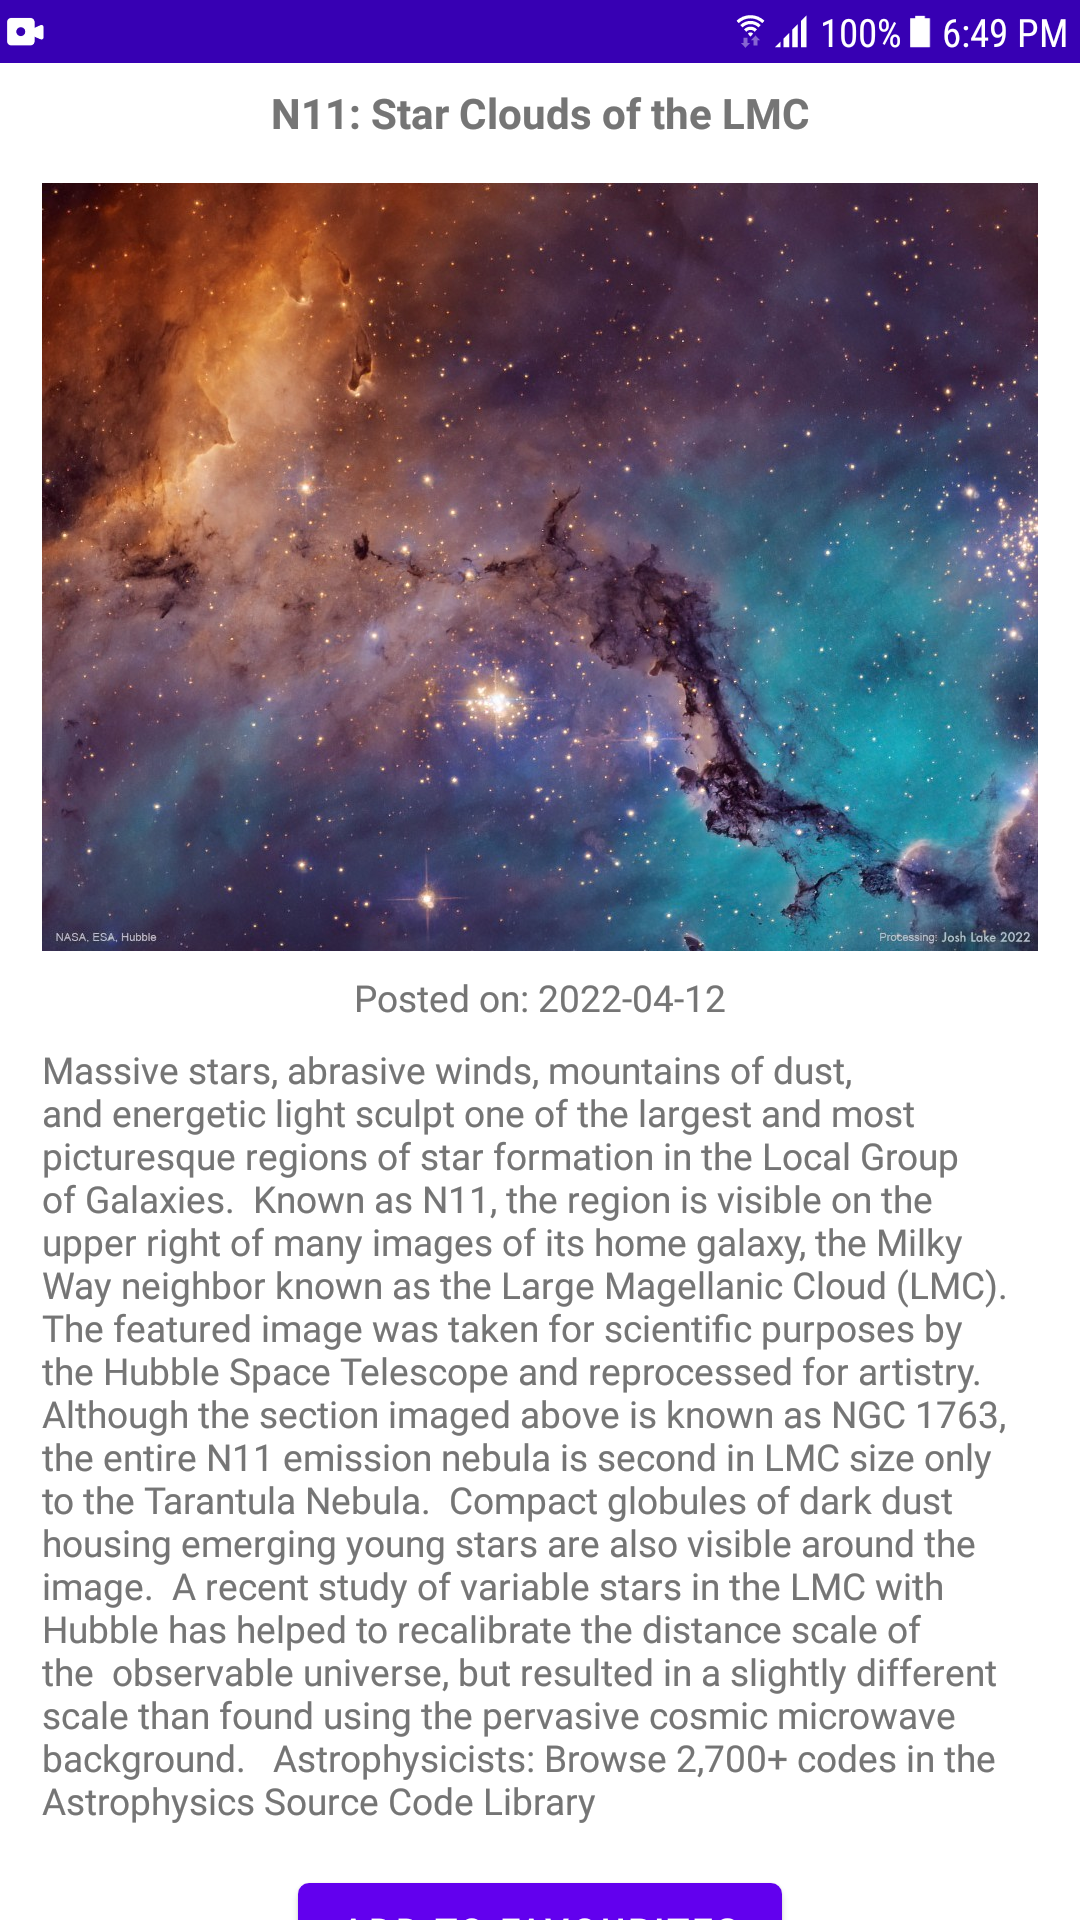 100% 6:49 PM
N11: Star Clouds of the LMC
NASA, ESA, Hubble
Processing: Josh Lake 2022
Posted on: 2022-04-12
Massive stars, abrasive winds, mountains of dust,
and energetic light sculpt one of the largest and most
picturesque regions of star formation in the Local Group
of Galaxies.  Known as N11, the region is visible on the
upper right of many images of its home galaxy, the Milky
Way neighbor known as the Large Magellanic Cloud (LMC).
The featured image was taken for scientific purposes by
the Hubble Space Telescope and reprocessed for artistry.
Although the section imaged above is known as NGC 1763,
the entire N11 emission nebula is second in LMC size only
to the Tarantula Nebula.  Compact globules of dark dust
housing emerging young stars are also visible around the
image.  A recent study of variable stars in the LMC with
Hubble has helped to recalibrate the distance scale of
the  observable universe, but resulted in a slightly different
scale than found using the pervasive cosmic microwave
background.   Astrophysicists: Browse 2,700+ codes in the
Astrophysics Source Code Library